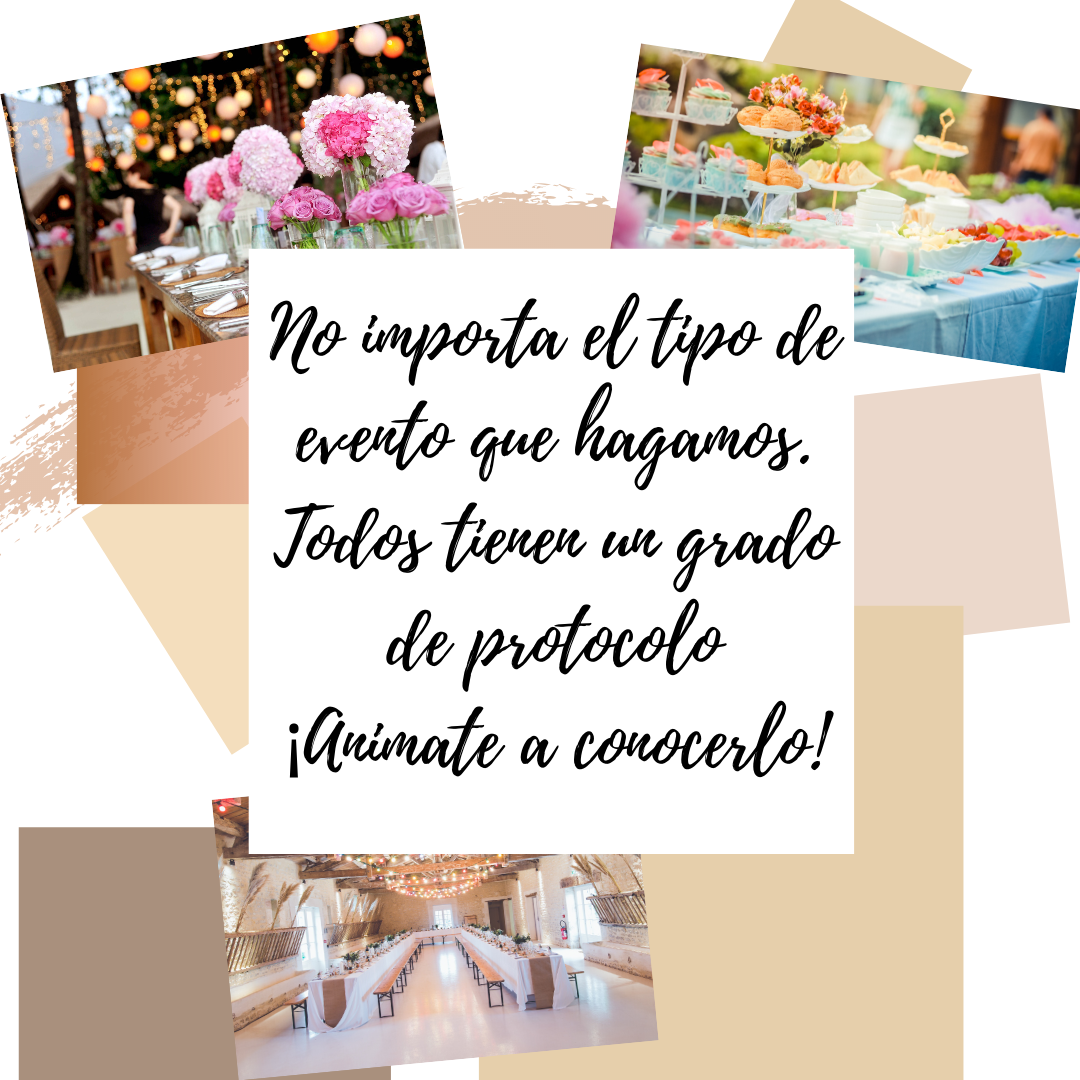 No importa el tipo de
evento que hagamos.
Todos tienen un grado
de protocolo
¡Animate a conocerlo!